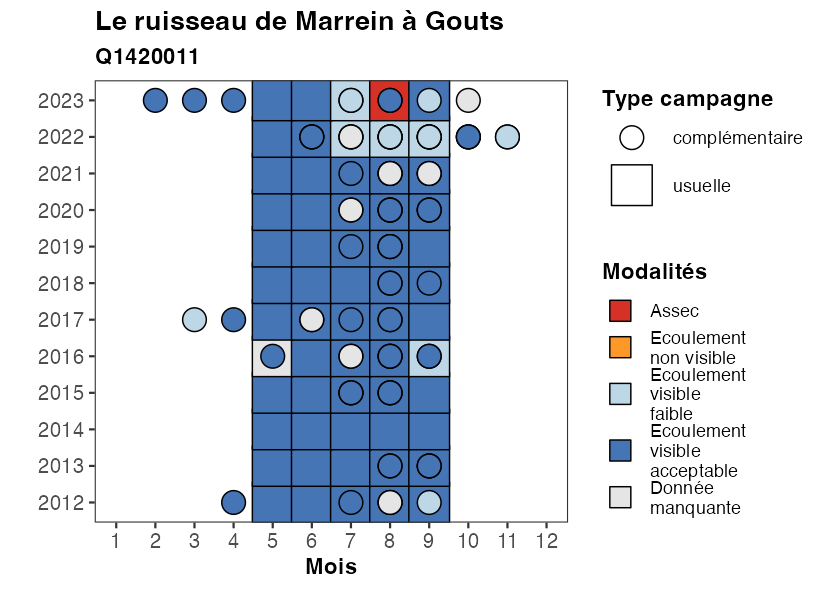 Le ruisseau de Marrein à Gouts
Q1420011
2023
2022
2021
2020
2019
2018
2017
2016
2015
2014
2013
2012
1 2 3 4 5 6 7 8 9 10 11 12
Mois
Type campagne
complémentaire
usuelle
Modalités
Assec
Ecoulement
non visible
Ecoulement
visible
faible
Ecoulement
visible
acceptable
Donnée
manquante